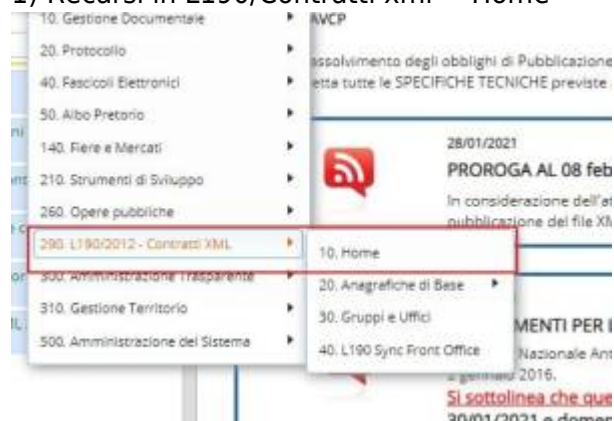 1) Recarsi in L190/Contratti xml - Home
10. Gestione Documentale
AVCP
20. Protocollo
assolvimento degli obblighi di Pubblicazione
40. Fascicoli Elettronici
etta tutte le SPECIFICHE TECNICHE previste
50. Albo Pretorio
28/01/2021
140. Fiere e Mercati
PROROGA AL 08 feb
210. Strumenti di Sviluppo
In considerazione dell'af
260. Opere pubbliche
pubblicazione del file XM
290. L190/2012 - Contratti XML
10. Home
300. Amministrazione Trasparente
20. Anagrafiche di Base
310. Gestione Territorio
30. Gruppi e Uffici
MENTI PER L
500. Amministrazione del Sistema
40. L190 Sync Front Office
Nazionale Ant
2 gennaio 2016.
Si sottolinea che que
30/01/2021 e domen